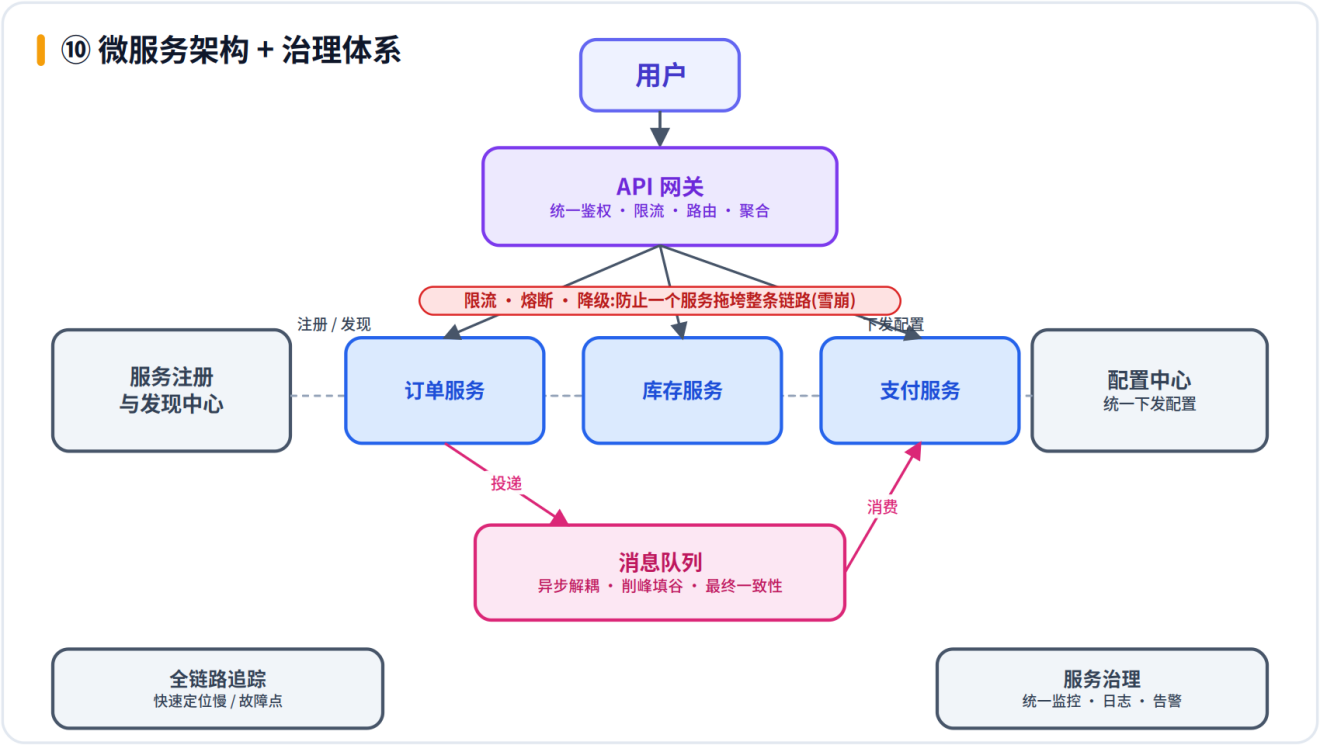 ⑩ 微服务架构 + 治理体系
用户
API 网关
统一鉴权 · 限流 · 路由 · 聚合
限流 · 熔断 · 降级:防止一个服务拖垮整条链路(雪崩)
注册 / 发现
下发配置
服务注册
与发现中心
订单服务
库存服务
支付服务
配置中心
统一下发配置
投递
消费
消息队列
异步解耦 · 削峰填谷 · 最终一致性
全链路追踪
快速定位慢 / 故障点
服务治理
统一监控 · 日志 · 告警